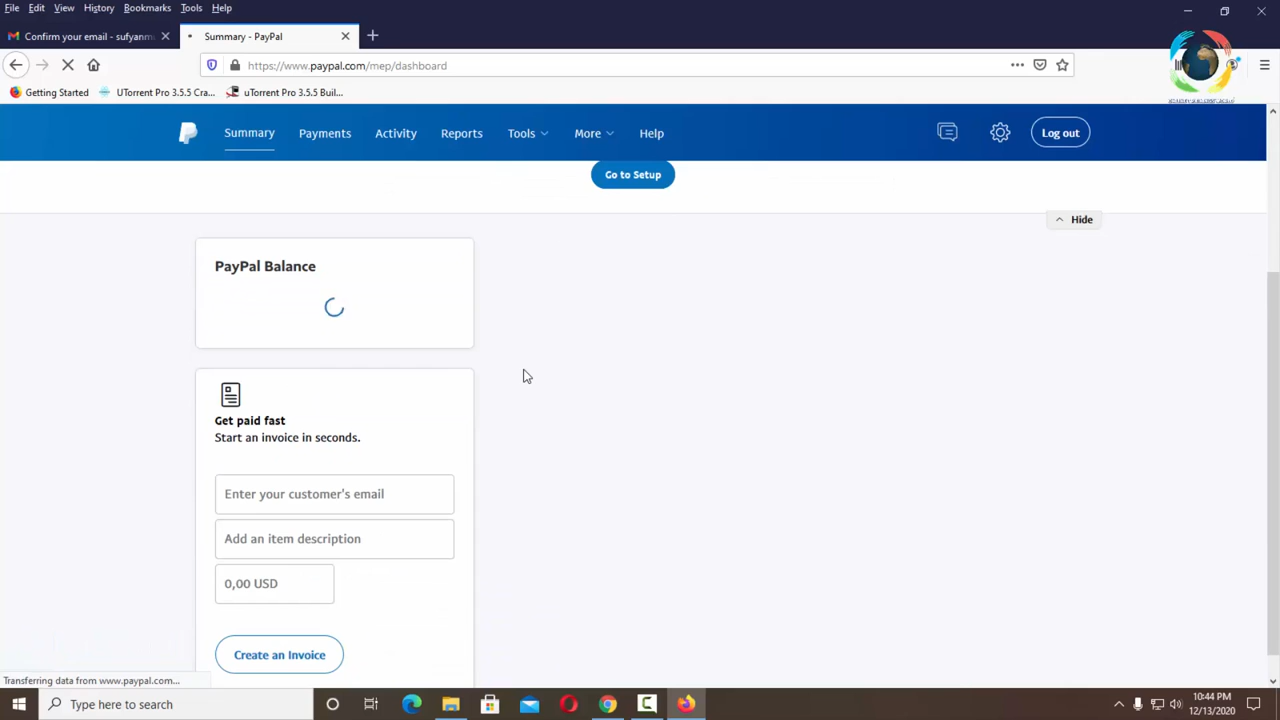 File Edit View History Bookmarks Tools Help
Confirm your email - sufyanm
Summary - PayPal
https://www.paypal.com/mep/dashboard
Getting Started
UTorrent Pro 3.5.5 Cra...
uTorrent Pro 3.5.5 Buil...
Summary
Payments
Activity
Reports
Tools
More
Help
Log out
Go to Setup
Hide
PayPal Balance
Get paid fast
Start an invoice in seconds.
Enter your customer's email
Add an item description
0,00 USD
Create an Invoice
Transferring data from www.paypal.com...
Type here to search
10:44 PM
12/13/2020